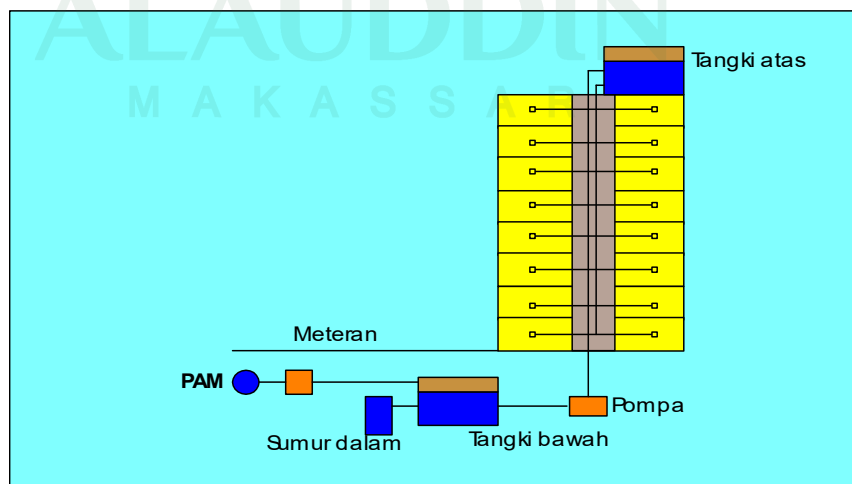 ALAUDDIN
MAKASSAR
Tangki atas
Meteran
PAM
Pompa
Sumur dalam
Tangki bawah